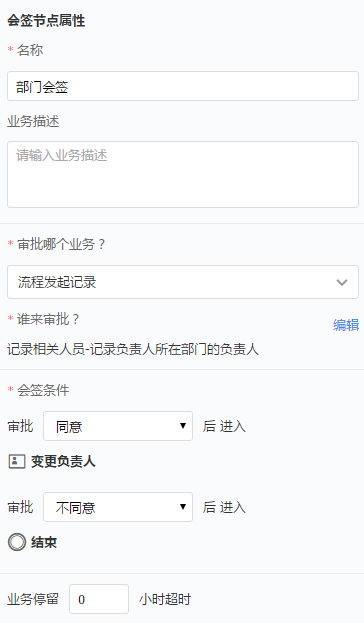 会签节点属性
* 名称
部门会签
业务描述
请输入业务描述
* 审批哪个业务？
流程发起记录
* 谁来审批？
编辑
记录相关人员-记录负责人所在部门的负责人
* 会签条件
审批 同意 后 进入
变更负责人
审批 不同意 后 进入
结束
业务停留 0 小时超时